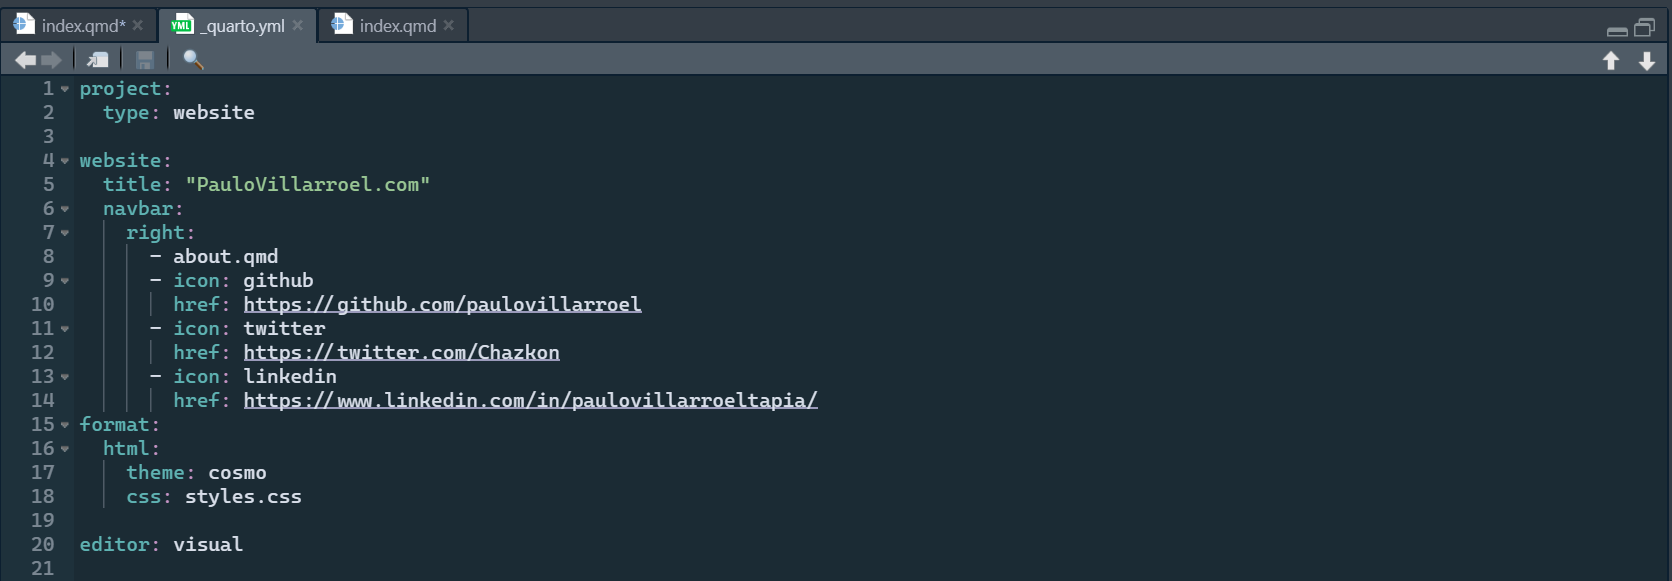 index.qmd* _quarto.yml index.qmd
1 project:
2   type: website
3
4 website:
5   title: "PauloVillarroel.com"
6   navbar:
7     right:
8       - about.qmd
9       - icon: github
10         href: https://github.com/paulovillarroel
11       - icon: twitter
12         href: https://twitter.com/Chazkon
13       - icon: linkedin
14         href: https://www.linkedin.com/in/paulovillarroeltapia/
15 format:
16   html:
17     theme: cosmo
18     css: styles.css
19
20 editor: visual
21